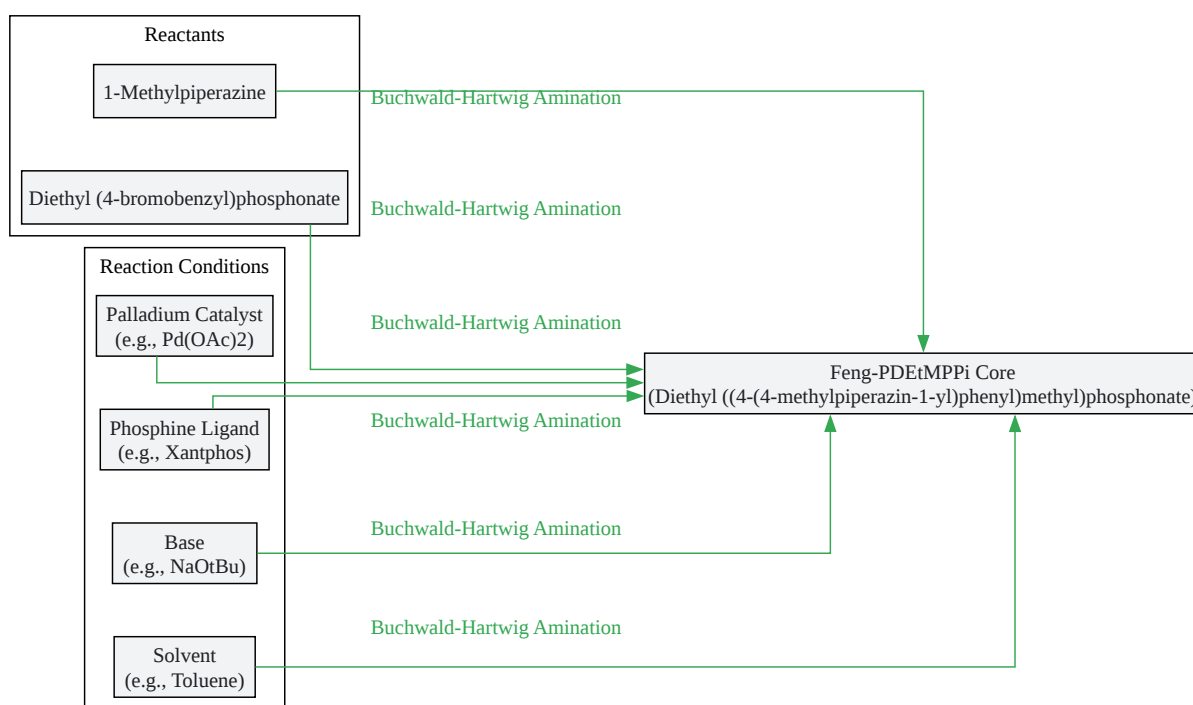 Reactants
1-Methylpiperazine
Buchwald-Hartwig Amination
Diethyl (4-bromobenzyl)phosphonate
Buchwald-Hartwig Amination
Reaction Conditions
Palladium Catalyst
(e.g., Pd(OAc)2)
Buchwald-Hartwig Amination
Feng-PDEtMPPi Core
(Diethyl ((4-(4-methylpiperazin-1-yl)phenyl)methyl)phosphonate)
Phosphine Ligand
(e.g., Xantphos)
Buchwald-Hartwig Amination
Base
(e.g., NaOtBu)
Buchwald-Hartwig Amination
Solvent
(e.g., Toluene)
Buchwald-Hartwig Amination